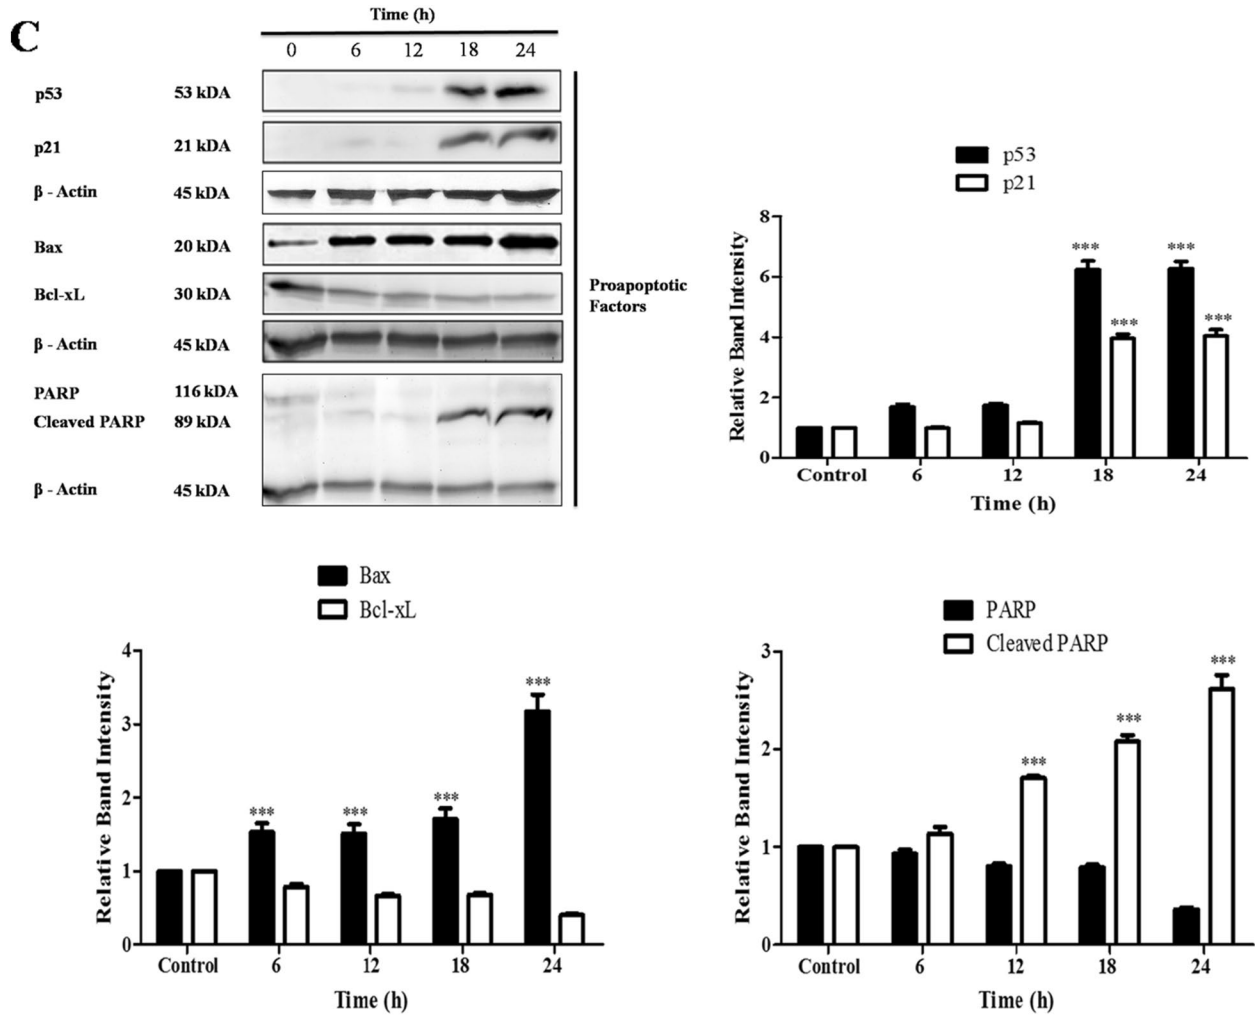 C
Time (h)
0 6 12 18 24
p53 53 kDA
p21 21 kDA
β - Actin 45 kDA
Bax 20 kDA
Bcl-xL 30 kDA
β - Actin 45 kDA
PARP 116 kDA
Cleaved PARP 89 kDA
β - Actin 45 kDA
Proapoptotic
Factors
p53
p21
Relative Band Intensity
8
6
4
2
0
*** ***
*** ***
Control 6 12 18 24
Time (h)
Bax
Bcl-xL
Relative Band Intensity
4
3
2
1
0
*** *** *** ***
Control 6 12 18 24
Time (h)
PARP
Cleaved PARP
Relative Band Intensity
3
2
1
0
*** *** ***
Control 6 12 18 24
Time (h)